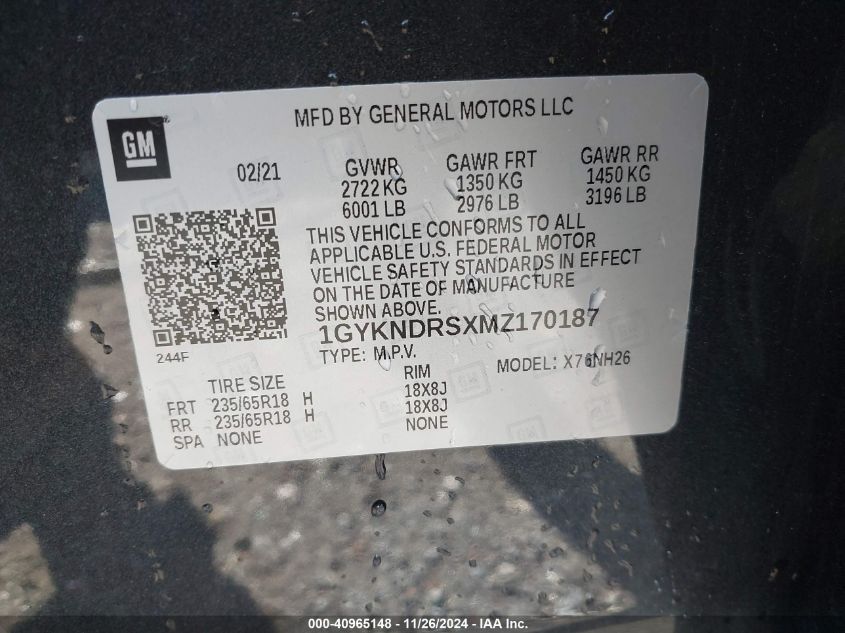 MFD BY GENERAL MOTORS LLC
GM
02/21 GVWR GAWR FRT GAWR RR
2722 KG 1350 KG 1450 KG
6001 LB 2976 LB 3196 LB
THIS VEHICLE CONFORMS TO ALL
APPLICABLE U.S. FEDERAL MOTOR
VEHICLE SAFETY STANDARDS IN EFFECT
ON THE DATE OF MANUFACTURE
SHOWN ABOVE.
1GYKNDRSXMZ170187
244F
TYPE: M.P.V. MODEL: X76NH26
TIRE SIZE RIM
FRT 235/65R18 H 18X8J
RR 235/65R18 H 18X8J
SPA NONE NONE
000-40965148 - 11/26/2024 - IAA Inc.